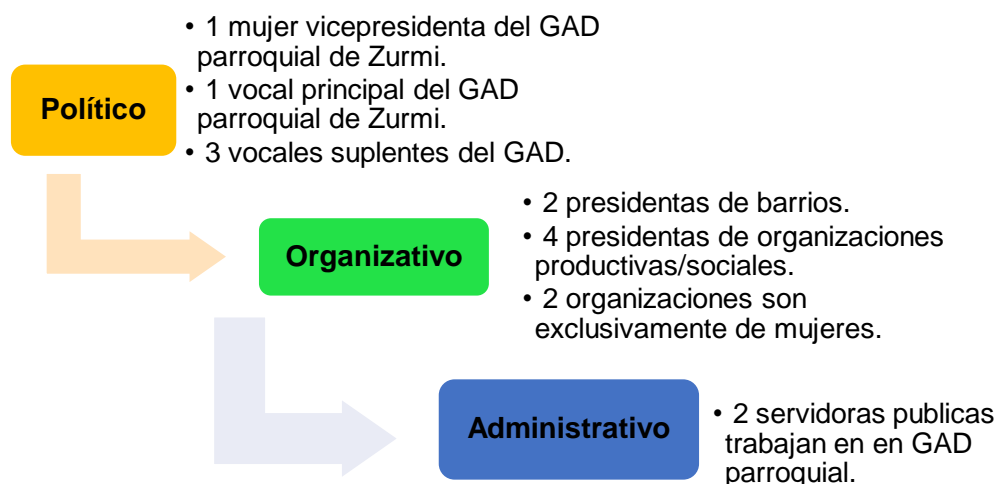 Político
• 1 mujer vicepresidenta del GAD
parroquial de Zurmi.
• 1 vocal principal del GAD
parroquial de Zurmi.
• 3 vocales suplentes del GAD.
Organizativo
• 2 presidentas de barrios.
• 4 presidentas de organizaciones
productivas/sociales.
• 2 organizaciones son
exclusivamente de mujeres.
Administrativo
• 2 servidoras publicas
trabajan en en GAD
parroquial.